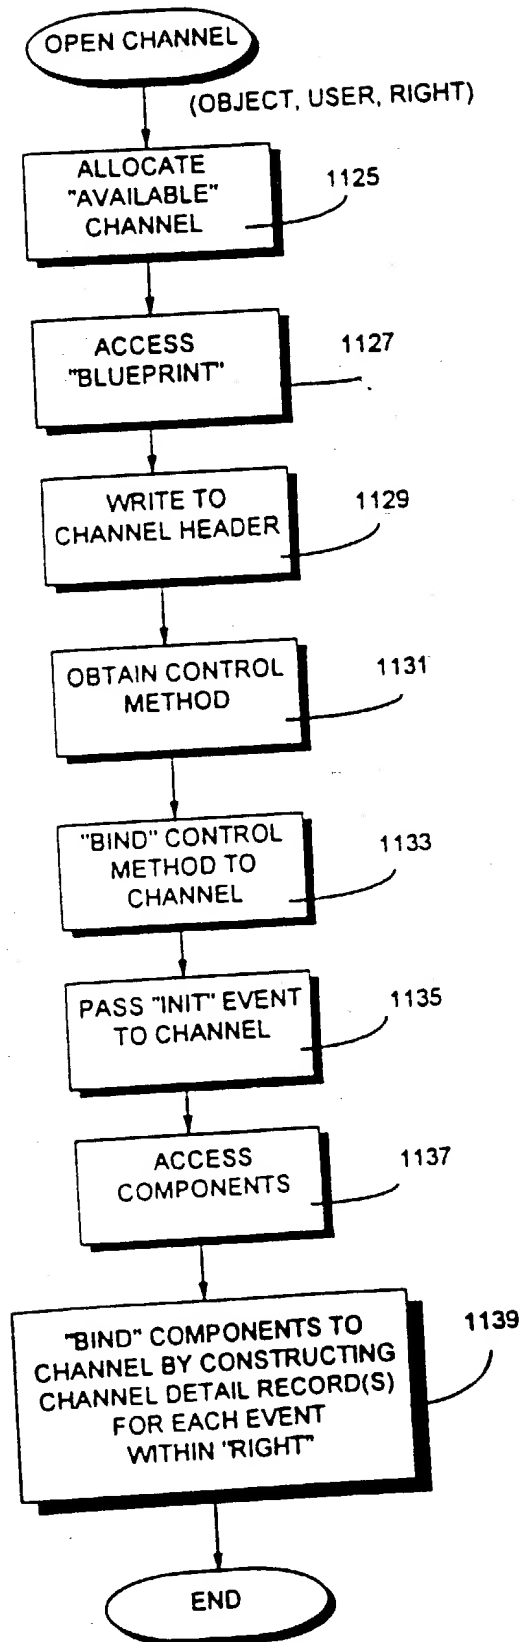 OPEN CHANNEL
(OBJECT, USER, RIGHT)
ALLOCATE
"AVAILABLE"
CHANNEL
1125
ACCESS
"BLUEPRINT"
1127
WRITE TO
CHANNEL HEADER
1129
OBTAIN CONTROL
METHOD
1131
"BIND" CONTROL
METHOD TO
CHANNEL
1133
PASS "INIT" EVENT
TO CHANNEL
1135
ACCESS
COMPONENTS
1137
"BIND" COMPONENTS TO
CHANNEL BY CONSTRUCTING
CHANNEL DETAIL RECORD(S)
FOR EACH EVENT
WITHIN "RIGHT"
1139
END